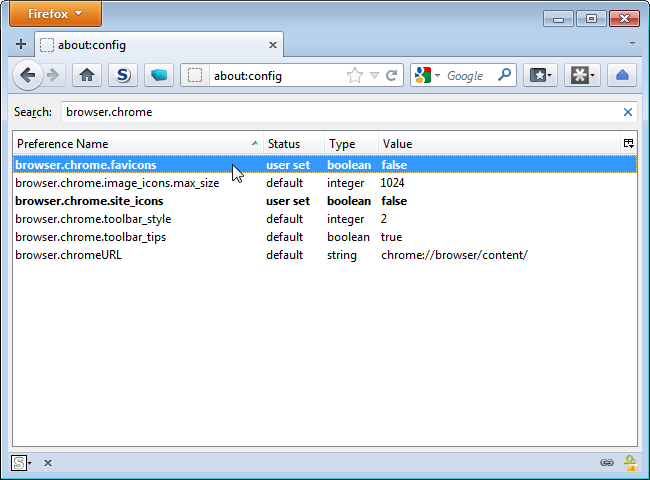 Firefox
about:config
about:config Google
Search: browser.chrome
Preference Name Status Type Value
browser.chrome.favicons user set boolean false
browser.chrome.image_icons.max_size default integer 1024
browser.chrome.site_icons user set boolean false
browser.chrome.toolbar_style default integer 2
browser.chrome.toolbar_tips default boolean true
browser.chromeURL default string chrome://browser/content/